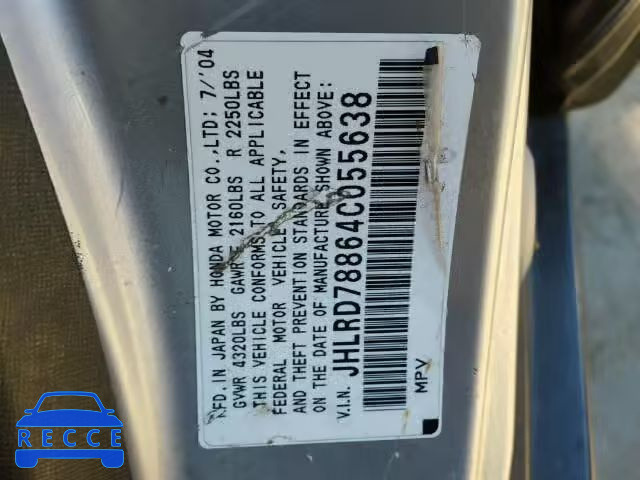 MFD. IN JAPAN BY HONDA MOTOR CO.,LTD; 7/'04
GVWR 4320LBS GAWR F 2160LBS R 2250LBS
THIS VEHICLE CONFORMS TO ALL APPLICABLE
FEDERAL MOTOR VEHICLE SAFETY,
AND THEFT PREVENTION STANDARDS IN EFFECT
ON THE DATE OF MANUFACTURE SHOWN ABOVE:
V.I.N. JHLRD78864C055638
MPV
RECCE